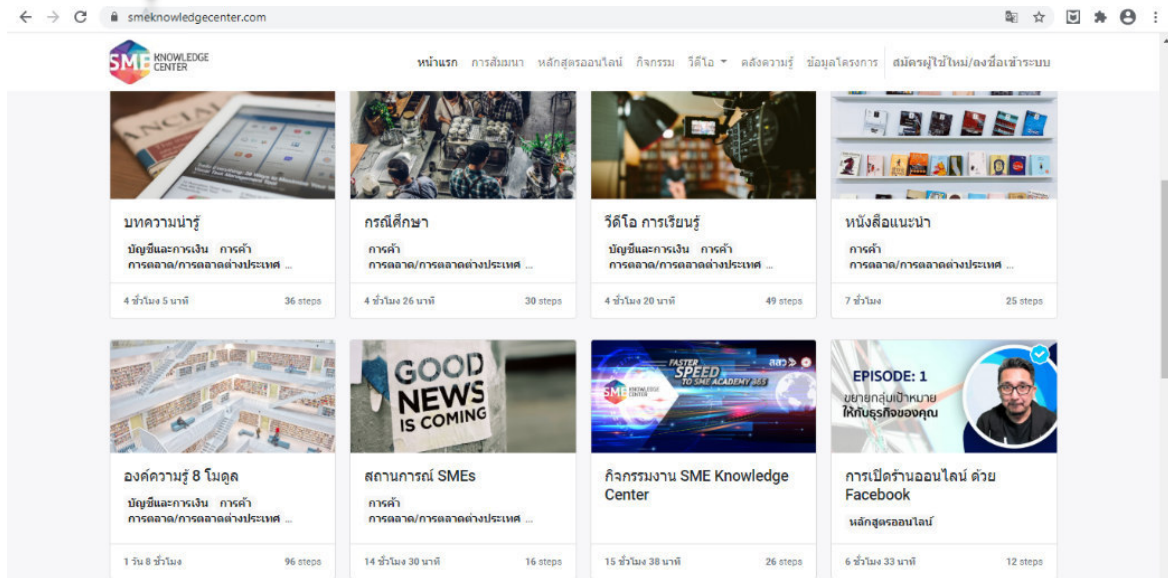 smeknowledgecenter.com
SME KNOWLEDGE
CENTER
หน้าแรก การสัมมนา หลักสูตรออนไลน์ กิจกรรม วีดีโอ คลังความรู้ ข้อมูลโครงการ สมัครผู้ใช้ใหม่/ลงชื่อเข้าระบบ
บทความน่ารู้
บัญชีและการเงิน การค้า
การตลาด/การตลาดต่างประเทศ ...
4 ชั่วโมง 5 นาที 36 steps
กรณีศึกษา
การค้า
การตลาด/การตลาดต่างประเทศ ...
4 ชั่วโมง 26 นาที 30 steps
วีดีโอ การเรียนรู้
บัญชีและการเงิน การค้า
การตลาด/การตลาดต่างประเทศ ...
4 ชั่วโมง 20 นาที 49 steps
หนังสือแนะนำ
การค้า
การตลาด/การตลาดต่างประเทศ ...
7 ชั่วโมง 25 steps
องค์ความรู้ 8 โมดูล
บัญชีและการเงิน การค้า
การตลาด/การตลาดต่างประเทศ ...
1 วัน 8 ชั่วโมง 96 steps
GOOD
NEWS
IS COMING
สถานการณ์ SMEs
การค้า
การตลาด/การตลาดต่างประเทศ ...
14 ชั่วโมง 30 นาที 16 steps
FASTER
SPEED
TO SME ACADEMY 365
สสว
SME KNOWLEDGE
CENTER
กิจกรรมงาน SME Knowledge
Center
15 ชั่วโมง 38 นาที 26 steps
EPISODE: 1
ขยายกลุ่มเป้าหมาย
ให้กับธุรกิจของคุณ
การเปิดร้านออนไลน์ ด้วย
Facebook
หลักสูตรออนไลน์
6 ชั่วโมง 33 นาที 12 steps